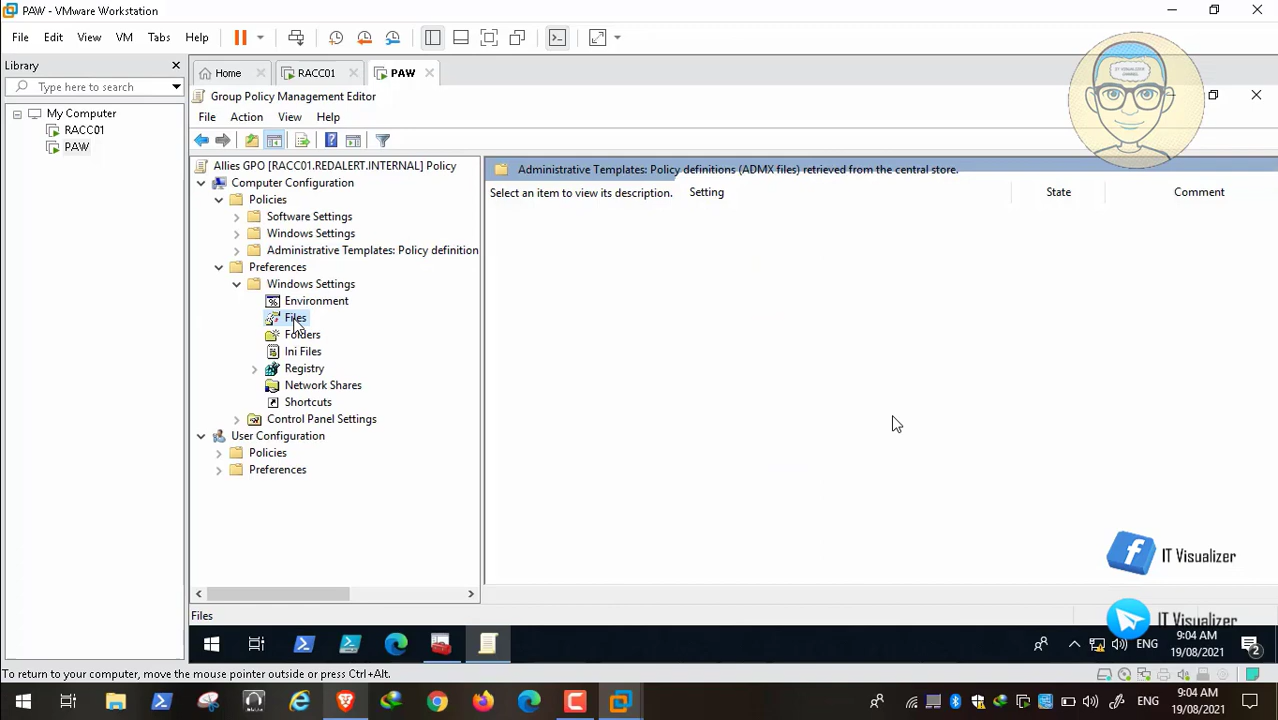 PAW - VMware Workstation
File Edit View VM Tabs Help
Library
Type here to search
My Computer
RACC01
PAW
Home
RACC01
PAW
IT VISUALIZER
CHANNEL
Group Policy Management Editor
File Action View Help
Allies GPO [RACC01.REDALERT.INTERNAL] Policy
Computer Configuration
Policies
Software Settings
Windows Settings
Administrative Templates: Policy definition
Preferences
Windows Settings
Environment
Files
Folders
Ini Files
Registry
Network Shares
Shortcuts
Control Panel Settings
User Configuration
Policies
Preferences
Administrative Templates: Policy definitions (ADMX files) retrieved from the central store.
Select an item to view its description.
Setting State Comment
IT Visualizer
IT Visualizer
Files
ENG
9:04 AM
19/08/2021
2
To return to your computer, move the mouse pointer outside or press Ctrl+Alt.
ENG
9:04 AM
19/08/2021